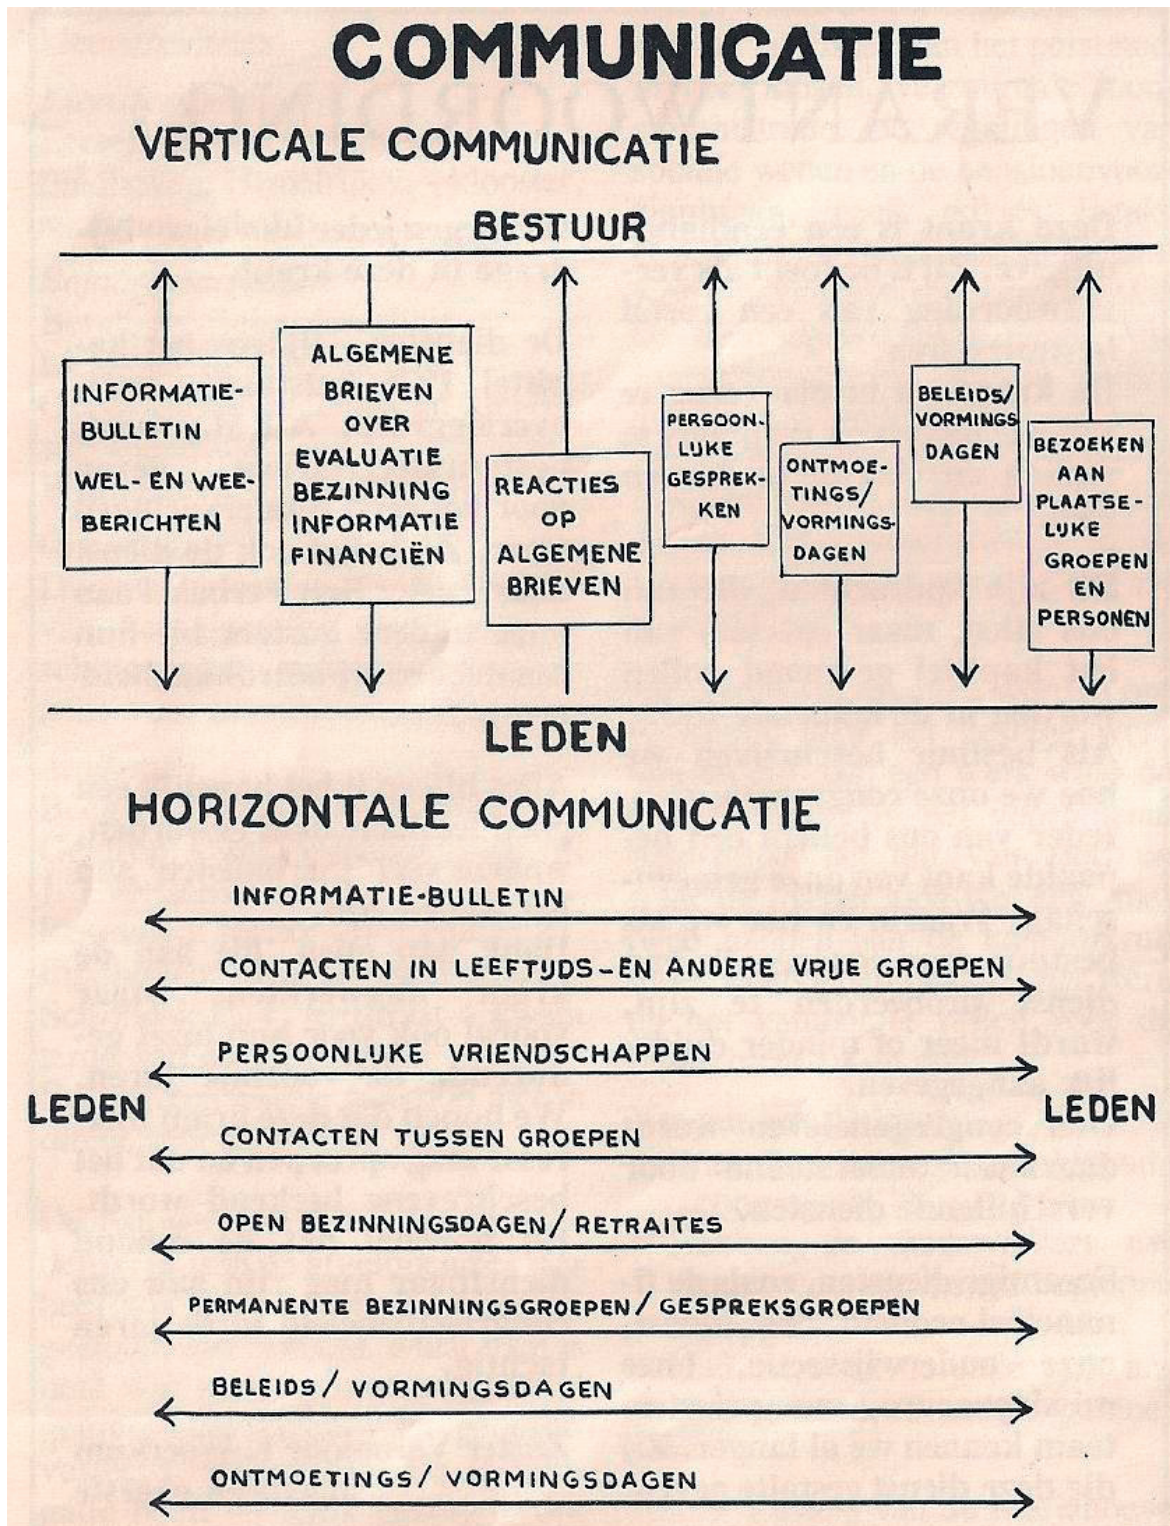 COMMUNICATIE
VERTICALE COMMUNICATIE
BESTUUR
INFORMATIE-
BULLETIN
WEL- EN WEE-
BERICHTEN
ALGEMENE
BRIEVEN
OVER
EVALUATIE
BEZINNING
INFORMATIE
FINANCIËN
REACTIES
OP
ALGEMENE
BRIEVEN
PERSOON-
LIJKE
GESPREK-
KEN
ONTMOE-
TINGS/
VORMINGS-
DAGEN
BELEIDS/
VORMINGS
DAGEN
BEZOEKEN
AAN
PLAATSE-
LIJKE
GROEPEN
EN
PERSONEN
LEDEN
HORIZONTALE COMMUNICATIE
INFORMATIE-BULLETIN
CONTACTEN IN LEEFTIJDS-EN ANDERE VRIJE GROEPEN
PERSOONLIJKE VRIENDSCHAPPEN
LEDEN
LEDEN
CONTACTEN TUSSEN GROEPEN
OPEN BEZINNINGSDAGEN/RETRAITES
PERMANENTE BEZINNINGSGROEPEN/GESPREKSGROEPEN
BELEIDS/VORMINGSDAGEN
ONTMOETINGS/VORMINGSDAGEN